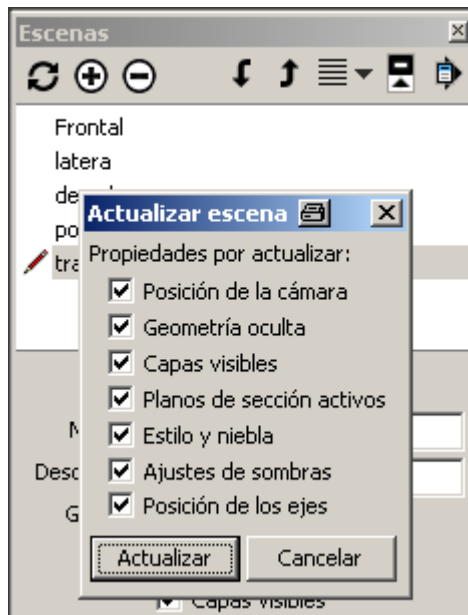 Escenas
Frontal
latera
Actualizar escena
Propiedades por actualizar:
Posición de la cámara
Geometría oculta
Capas visibles
Planos de sección activos
Estilo y niebla
Ajustes de sombras
Posición de los ejes
Actualizar Cancelar
Capas visibles